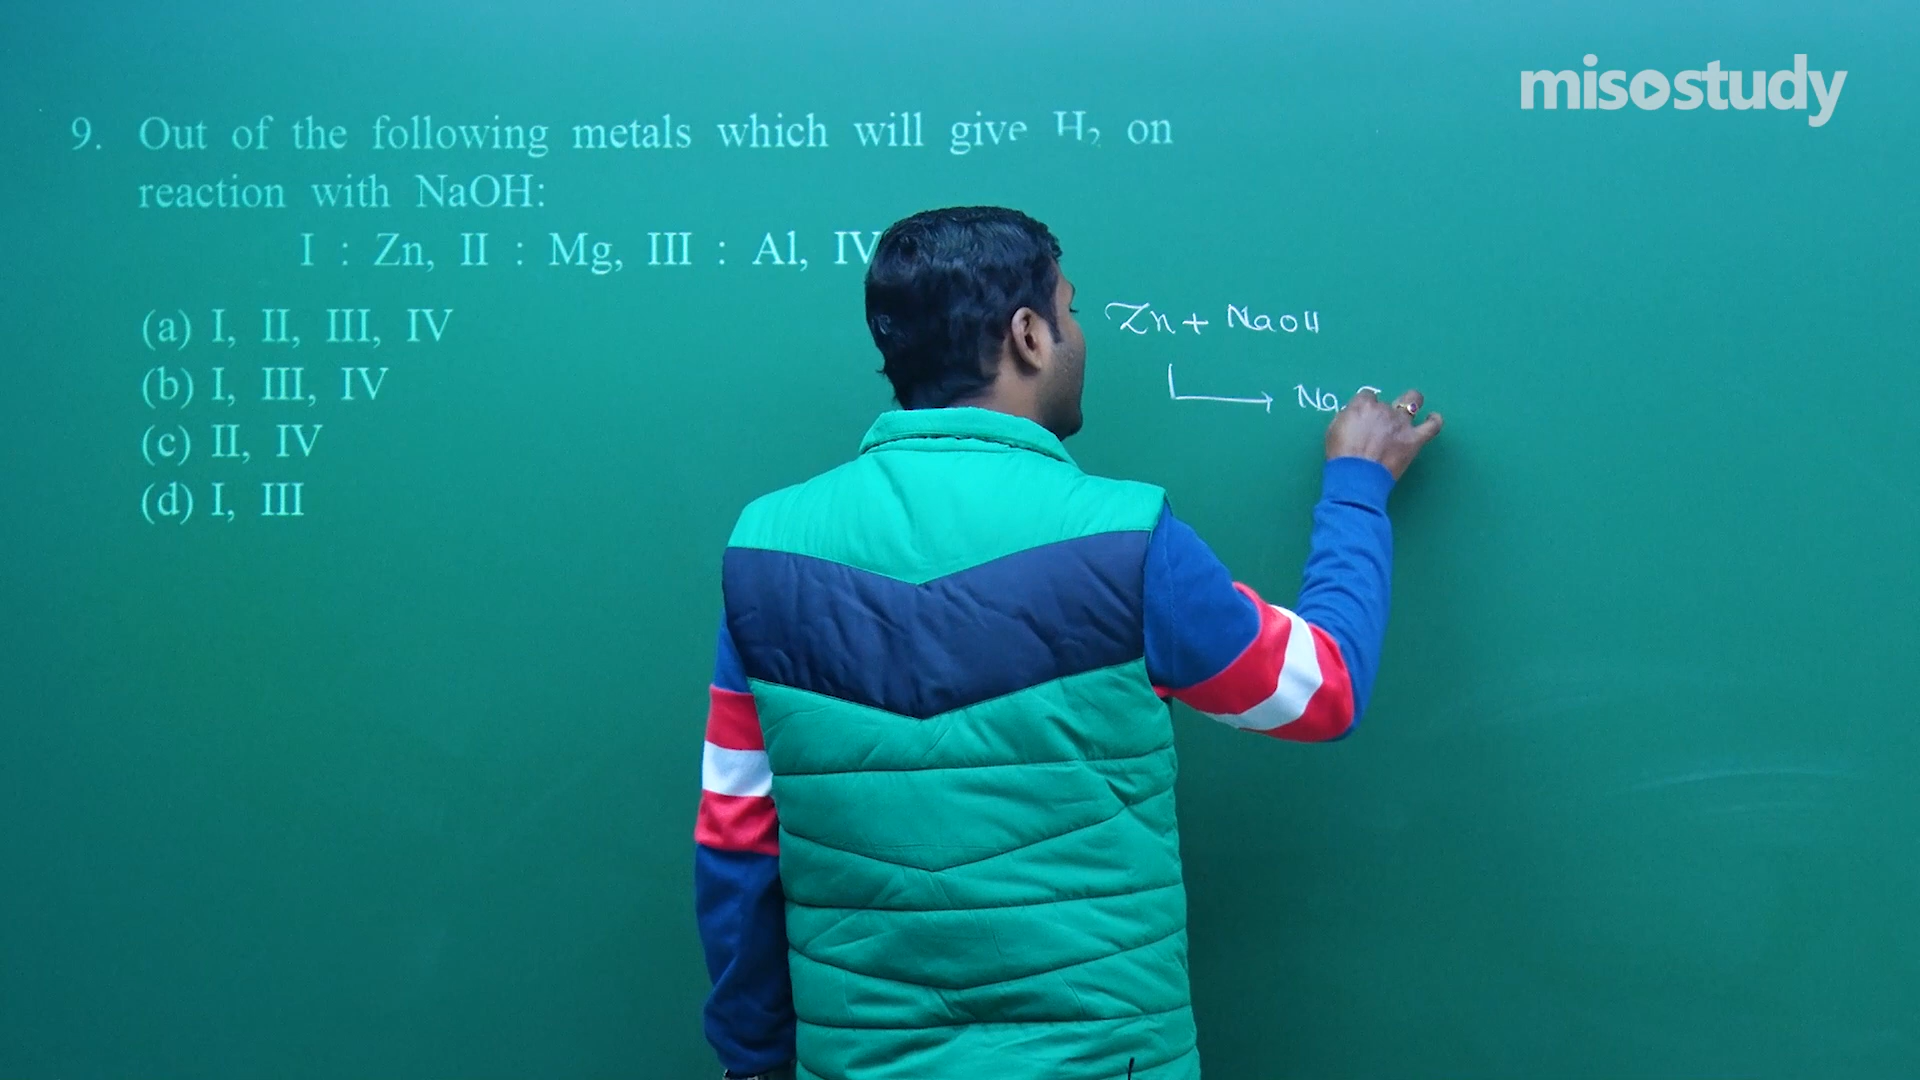 misostudy
9. Out of the following metals which will give H₂ on
reaction with NaOH:
I : Zn, II : Mg, III : Al, IV
(a) I, II, III, IV
(b) I, III, IV
(c) II, IV
(d) I, III
Zn + NaOH
Na